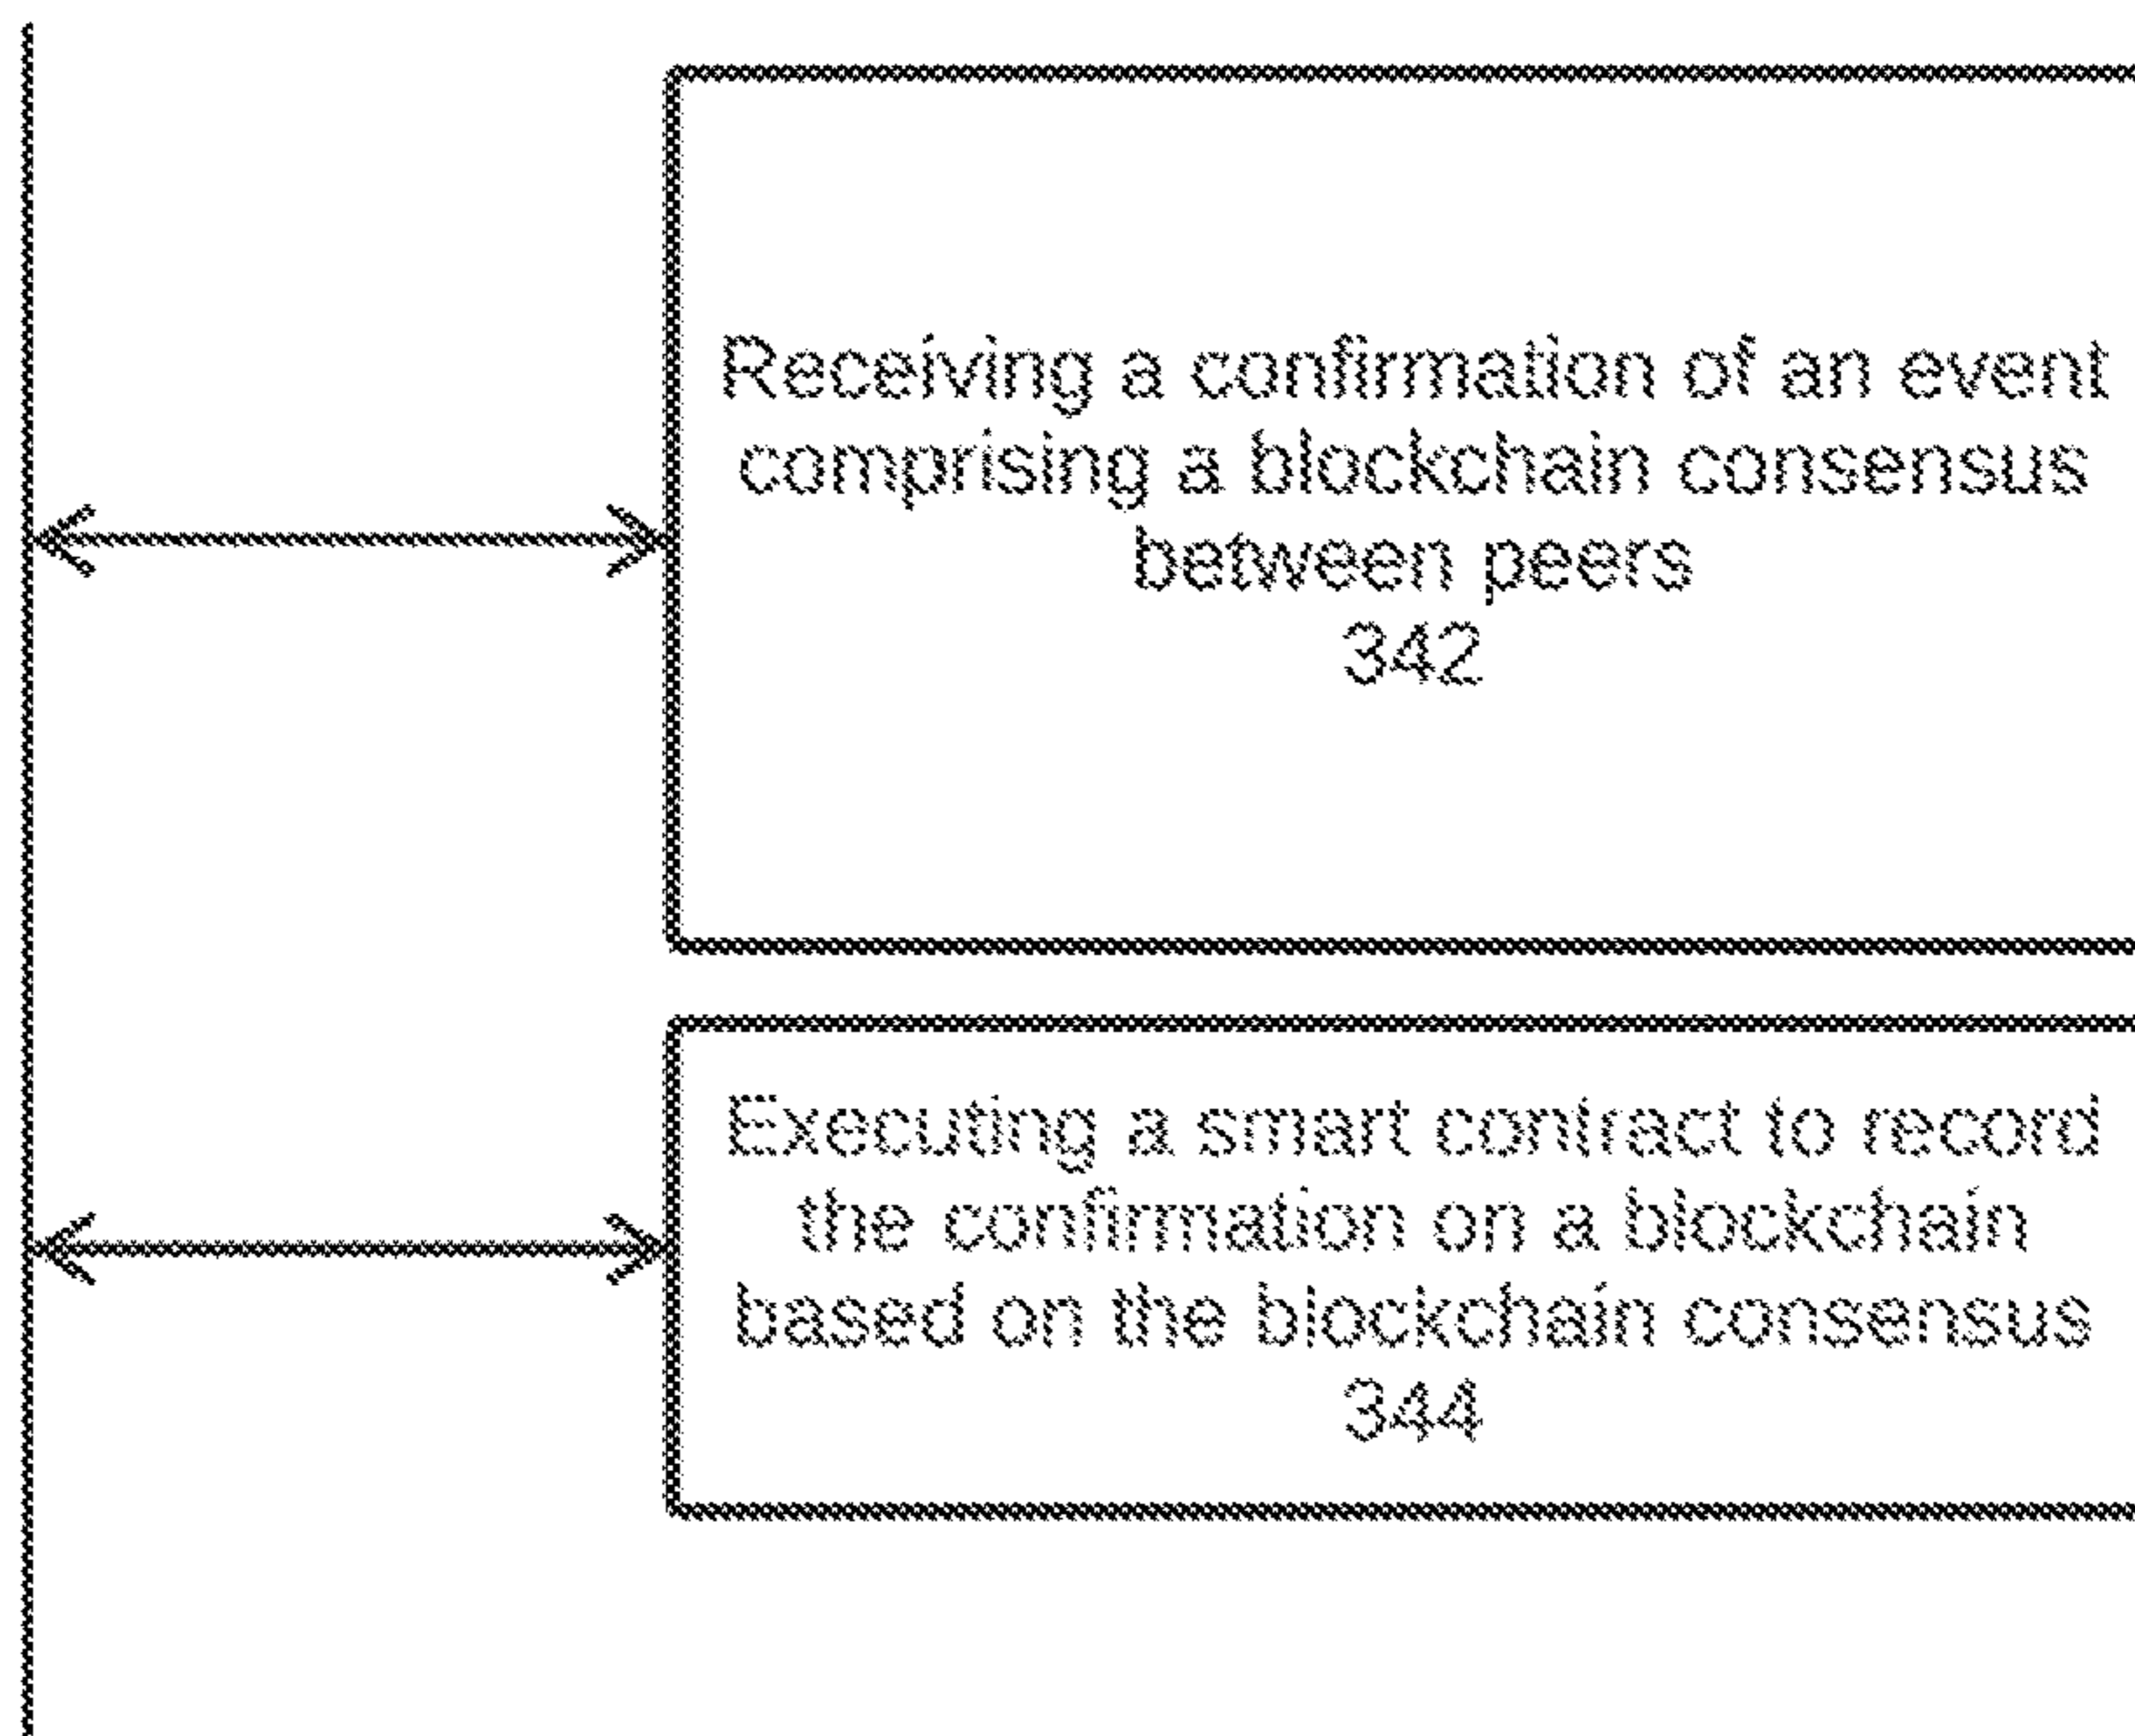 Receiving a confirmation of an event
comprising a blockchain consensus
between peers
342
Executing a smart contract to record
the confirmation on a blockchain
based on the blockchain consensus
344